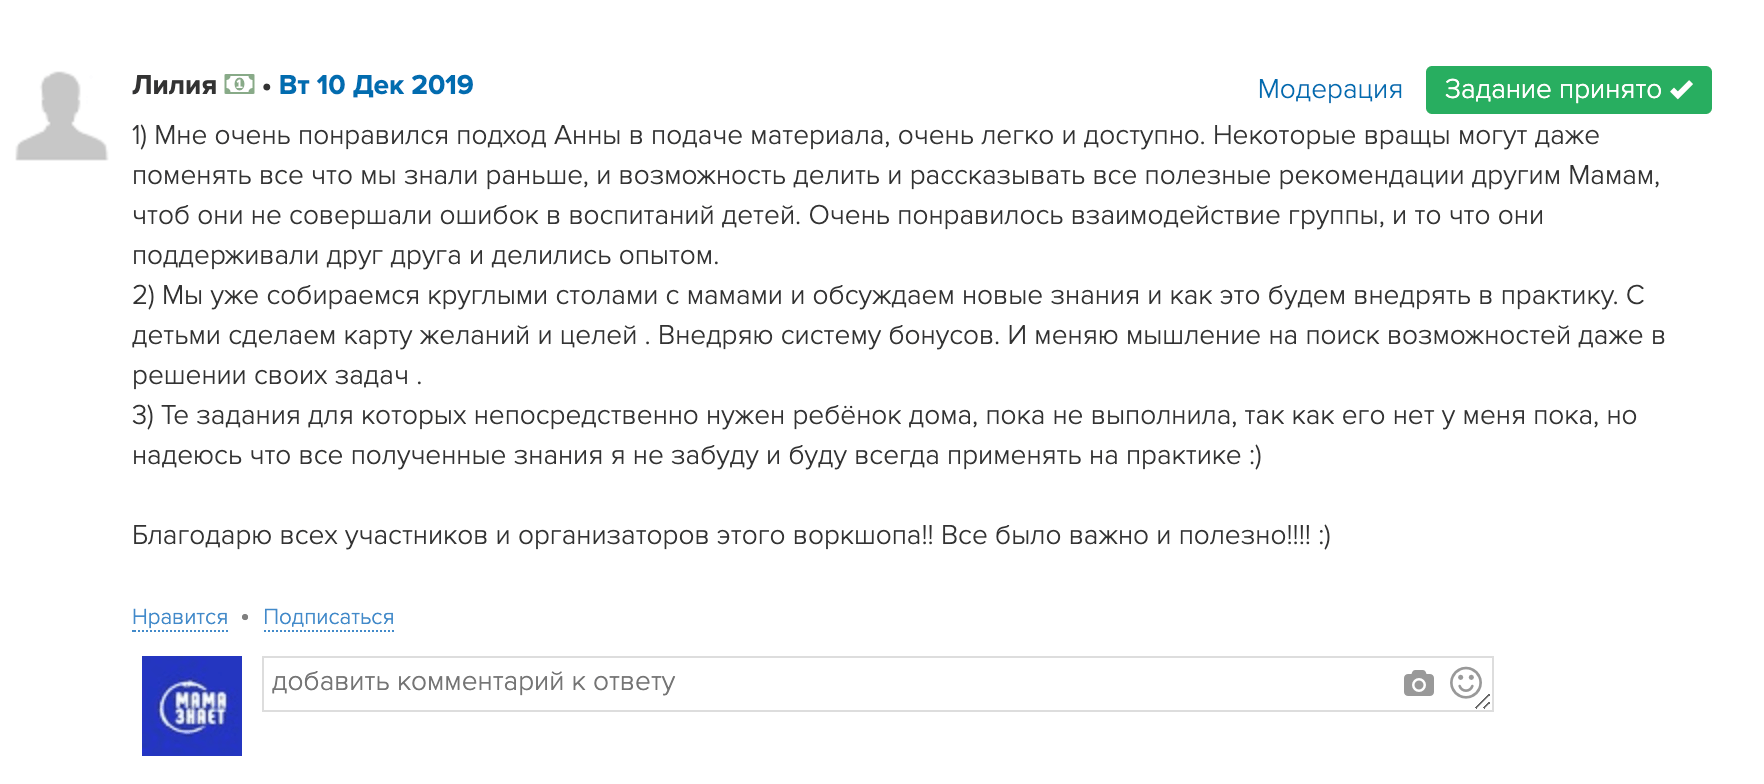 Лилия • Вт 10 Дек 2019
Модерация
Задание принято
1) Мне очень понравился подход Анны в подаче материала, очень легко и доступно. Некоторые вращы могут даже
поменять все что мы знали раньше, и возможность делить и рассказывать все полезные рекомендации другим Мамам,
чтоб они не совершали ошибок в воспитаний детей. Очень понравилось взаимодействие группы, и то что они
поддерживали друг друга и делились опытом.
2) Мы уже собираемся круглыми столами с мамами и обсуждаем новые знания и как это будем внедрять в практику. С
детьми сделаем карту желаний и целей . Внедряю систему бонусов. И меняю мышление на поиск возможностей даже в
решении своих задач .
3) Те задания для которых непосредственно нужен ребёнок дома, пока не выполнила, так как его нет у меня пока, но
надеюсь что все полученные знания я не забуду и буду всегда применять на практике :)
Благодарю всех участников и организаторов этого воркшопа!! Все было важно и полезно!!!! :)
Нравится • Подписаться
МАМА
ЗНАЕТ
добавить комментарий к ответу